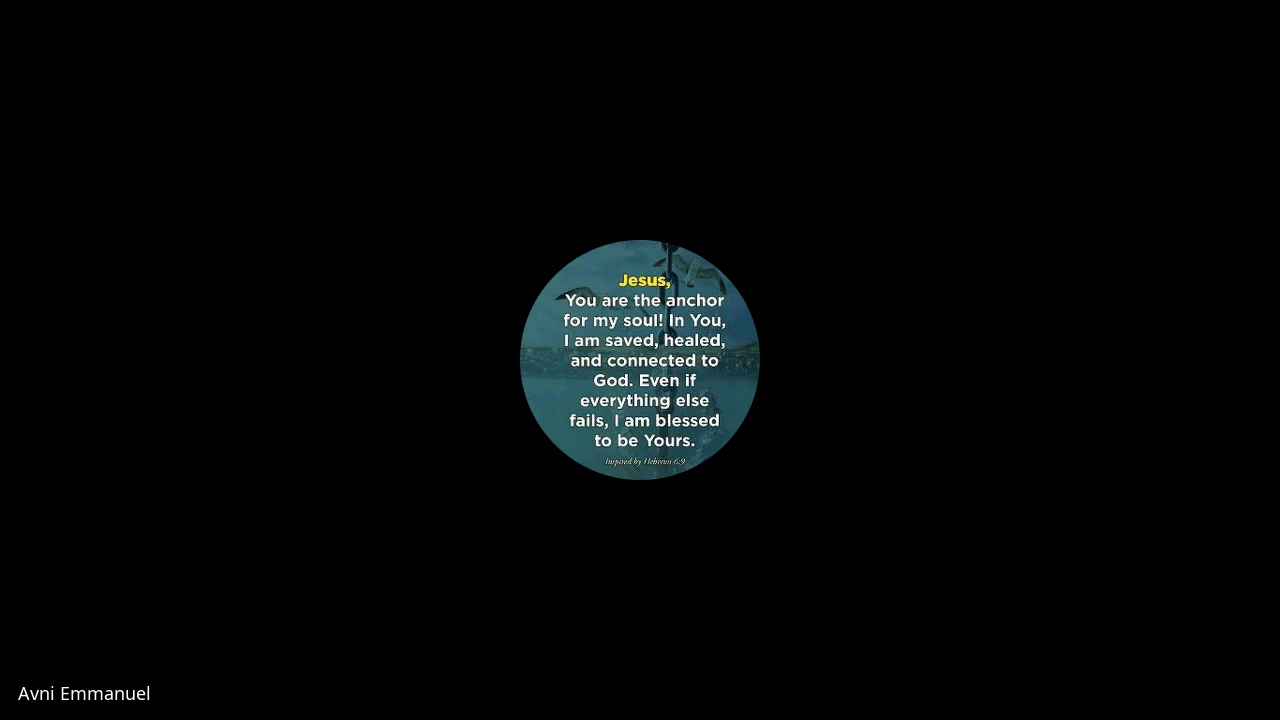 Jesus,
You are the anchor
for my soul! In You,
I am saved, healed,
and connected to
God. Even if
everything else
fails, I am blessed
to be Yours.
Inspired by Hebrews 6:9
Avni Emmanuel